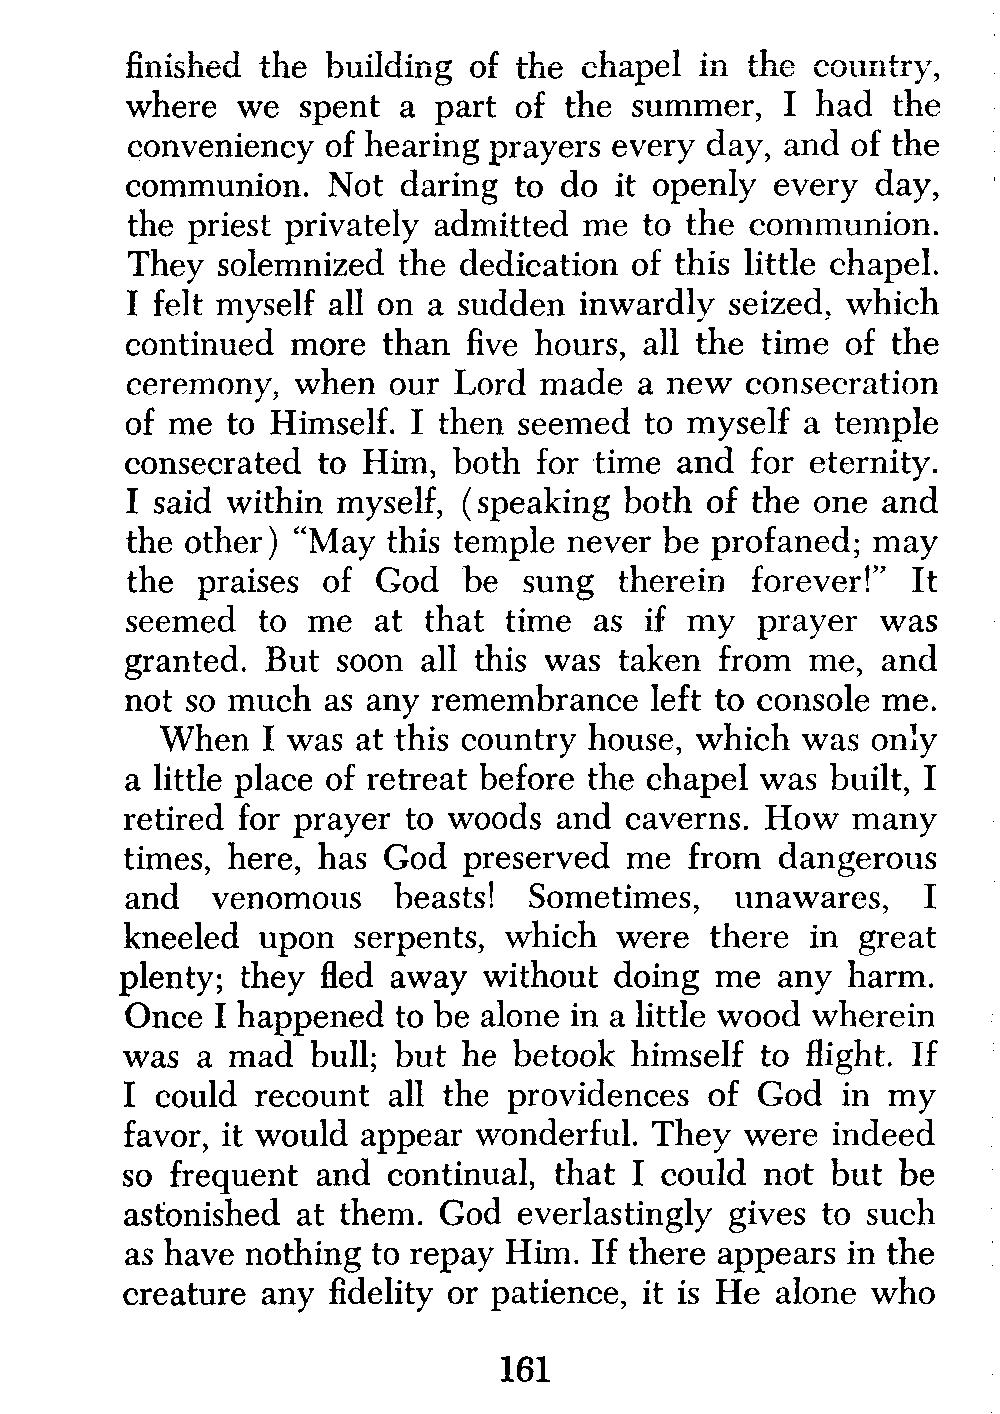 finished the building of the chapel in the country,
where we spent a part of the summer, I had the
conveniency of hearing prayers every day, and of the
communion. Not daring to do it openly every day,
the priest privately admitted me to the communion.
They solemnized the dedication of this little chapel.
I felt myself all on a sudden inwardly seized, which
continued more than five hours, all the time of the
ceremony, when our Lord made a new consecration
of me to Himself. I then seemed to myself a temple
consecrated to Him, both for time and for eternity.
I said within myself, (speaking both of the one and
the other) “May this temple never be profaned; may
the praises of God be sung therein forever!” It
seemed to me at that time as if my prayer was
granted. But soon all this was taken from me, and
not so much as any remembrance left to console me.
When I was at this country house, which was only
a little place of retreat before the chapel was built, I
retired for prayer to woods and caverns. How many
times, here, has God preserved me from dangerous
and venomous beasts! Sometimes, unawares, I
kneeled upon serpents, which were there in great
plenty; they fled away without doing me any harm.
Once I happened to be alone in a little wood wherein
was a mad bull; but he betook himself to flight. If
I could recount all the providences of God in my
favor, it would appear wonderful. They were indeed
so frequent and continual, that I could not but be
astonished at them. God everlastingly gives to such
as have nothing to repay Him. If there appears in the
creature any fidelity or patience, it is He alone who
161